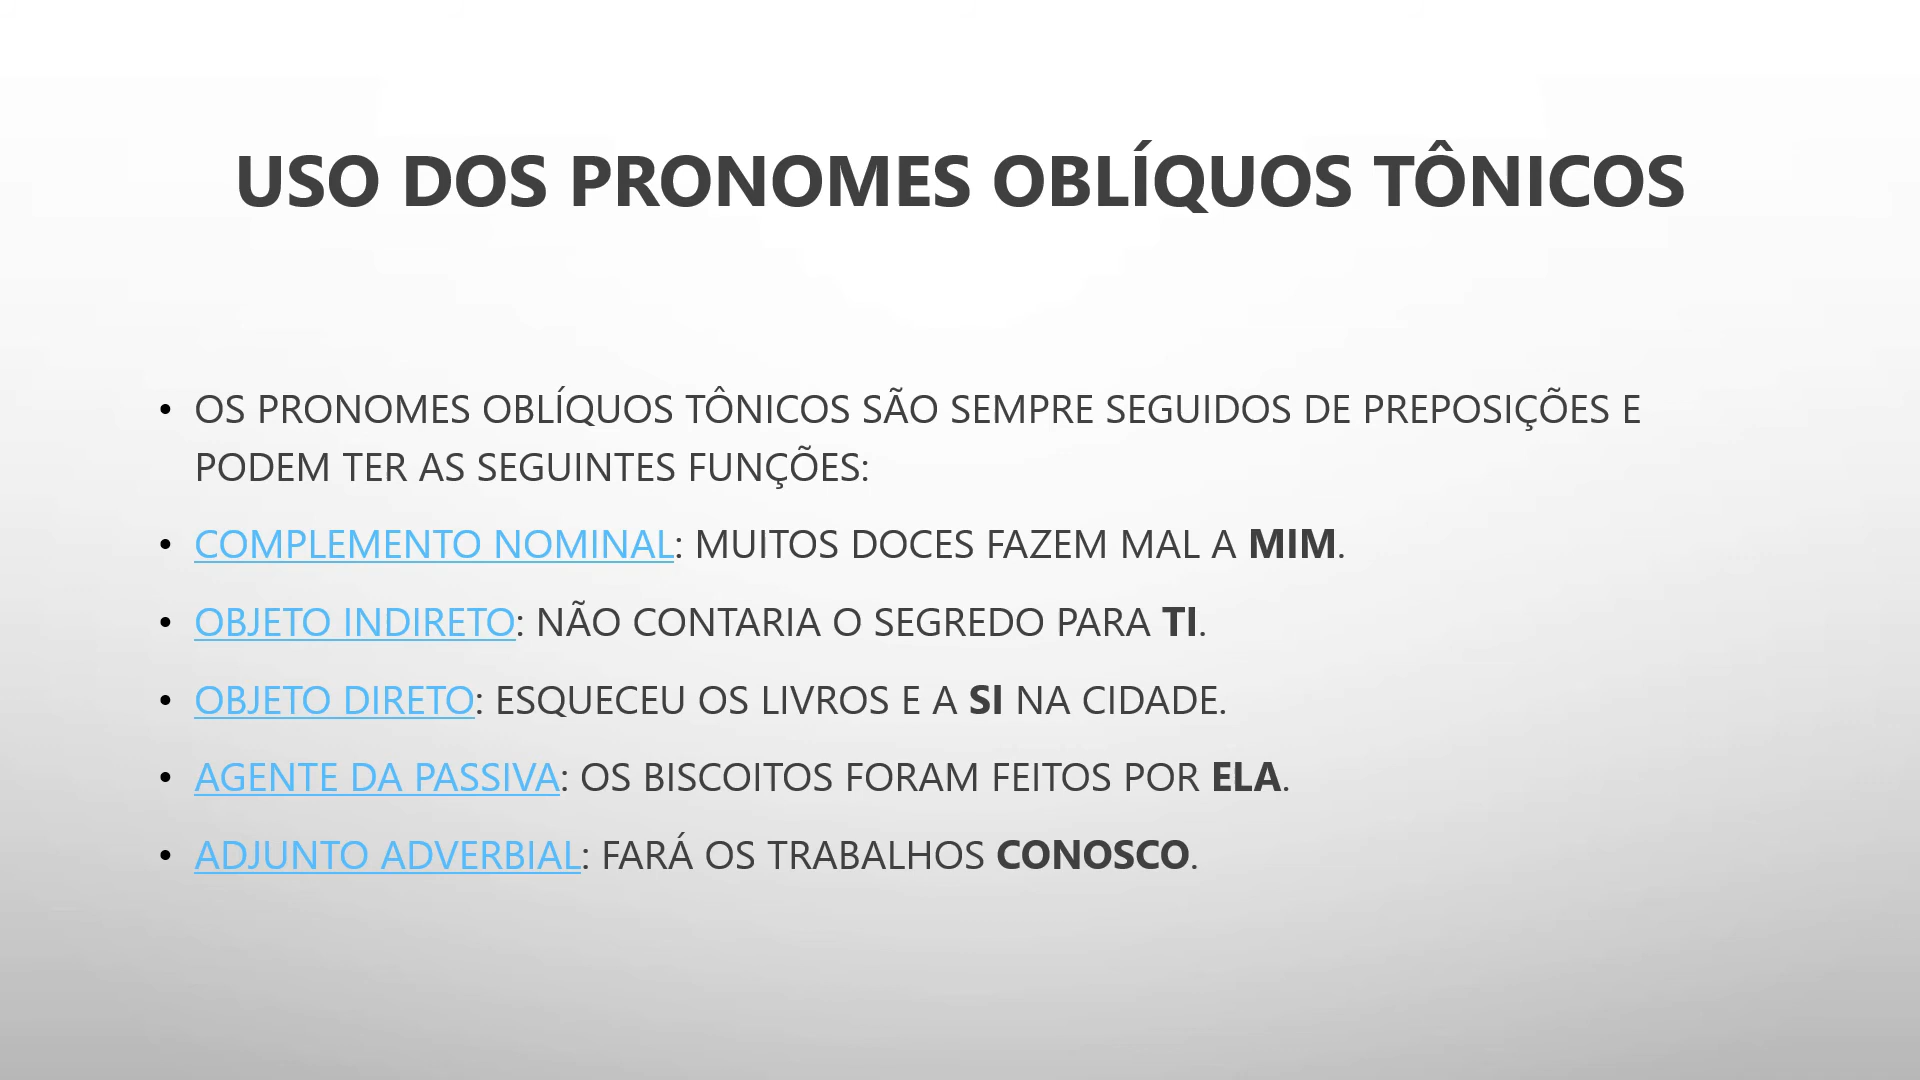 USO DOS PRONOMES OBLÍQUOS TÔNICOS
• OS PRONOMES OBLÍQUOS TÔNICOS SÃO SEMPRE SEGUIDOS DE PREPOSIÇÕES E
PODEM TER AS SEGUINTES FUNÇÕES:
• COMPLEMENTO NOMINAL: MUITOS DOCES FAZEM MAL A MIM.
• OBJETO INDIRETO: NÃO CONTARIA O SEGREDO PARA TI.
• OBJETO DIRETO: ESQUECEU OS LIVROS E A SI NA CIDADE.
• AGENTE DA PASSIVA: OS BISCOITOS FORAM FEITOS POR ELA.
• ADJUNTO ADVERBIAL: FARÁ OS TRABALHOS CONOSCO.